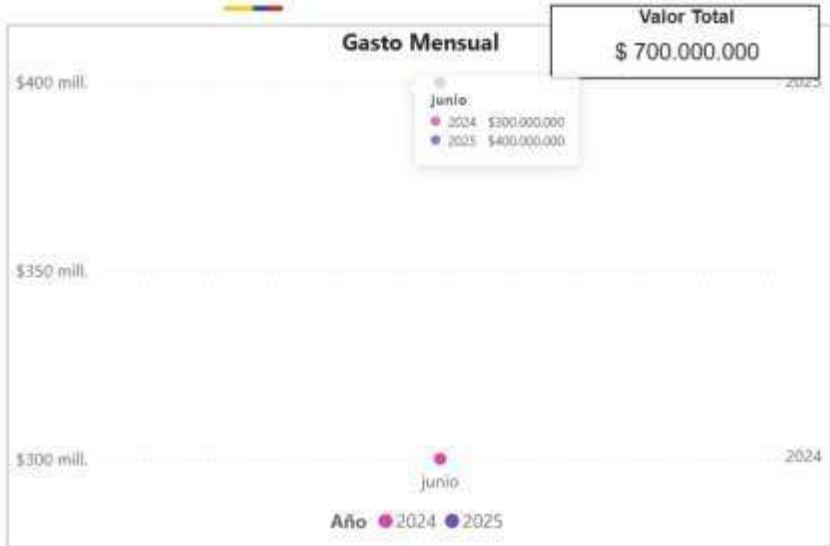 Valor Total
$ 700.000.000
Gasto Mensual
$400 mill.
2025
junio
2024 $300.000.000
2025 $400.000.000
$350 mill.
$300 mill.
2024
junio
Año 2024 2025